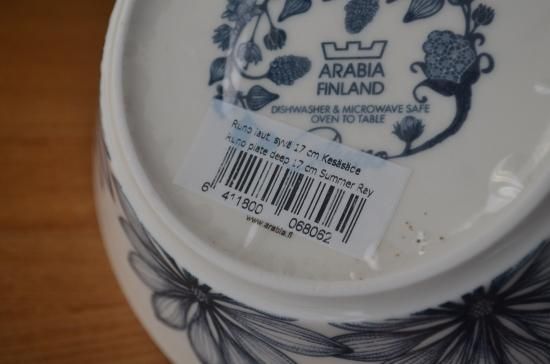 ARABIA
FINLAND
DISHWASHER & MICROWAVE SAFE
OVEN TO TABLE
Runo laut. syvä 17 cm Kesäsäde
Runo plate deep 17 cm Summer Ray
6 411800 068062
www.arabia.fi